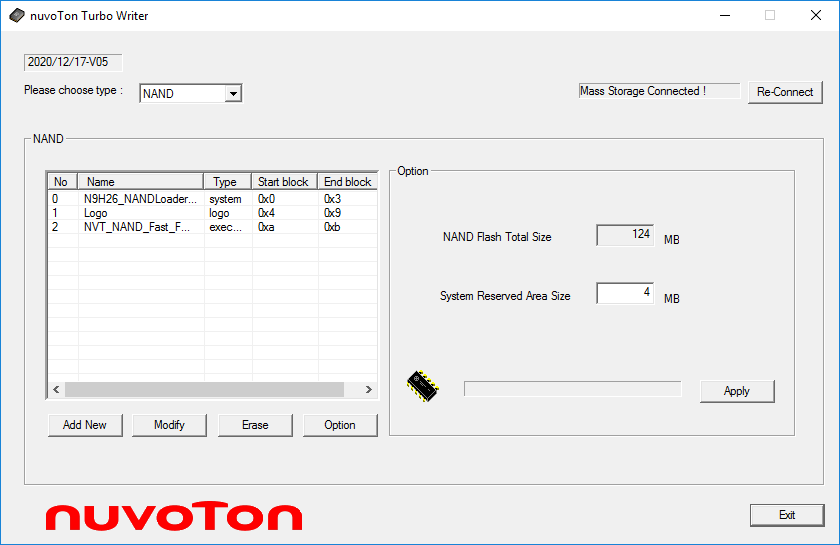 nuvoTon Turbo Writer
2020/12/17-V05
Please choose type : NAND
Mass Storage Connected ! Re-Connect
NAND
No Name Type Start block End block
0 N9H26_NANDLoader... system 0x0 0x3
1 Logo logo 0x4 0x9
2 NVT_NAND_Fast_F... exec... 0xa 0xb
Add New Modify Erase Option
Option
NAND Flash Total Size 124 MB
System Reserved Area Size 4 MB
Apply
nuvoTon
Exit